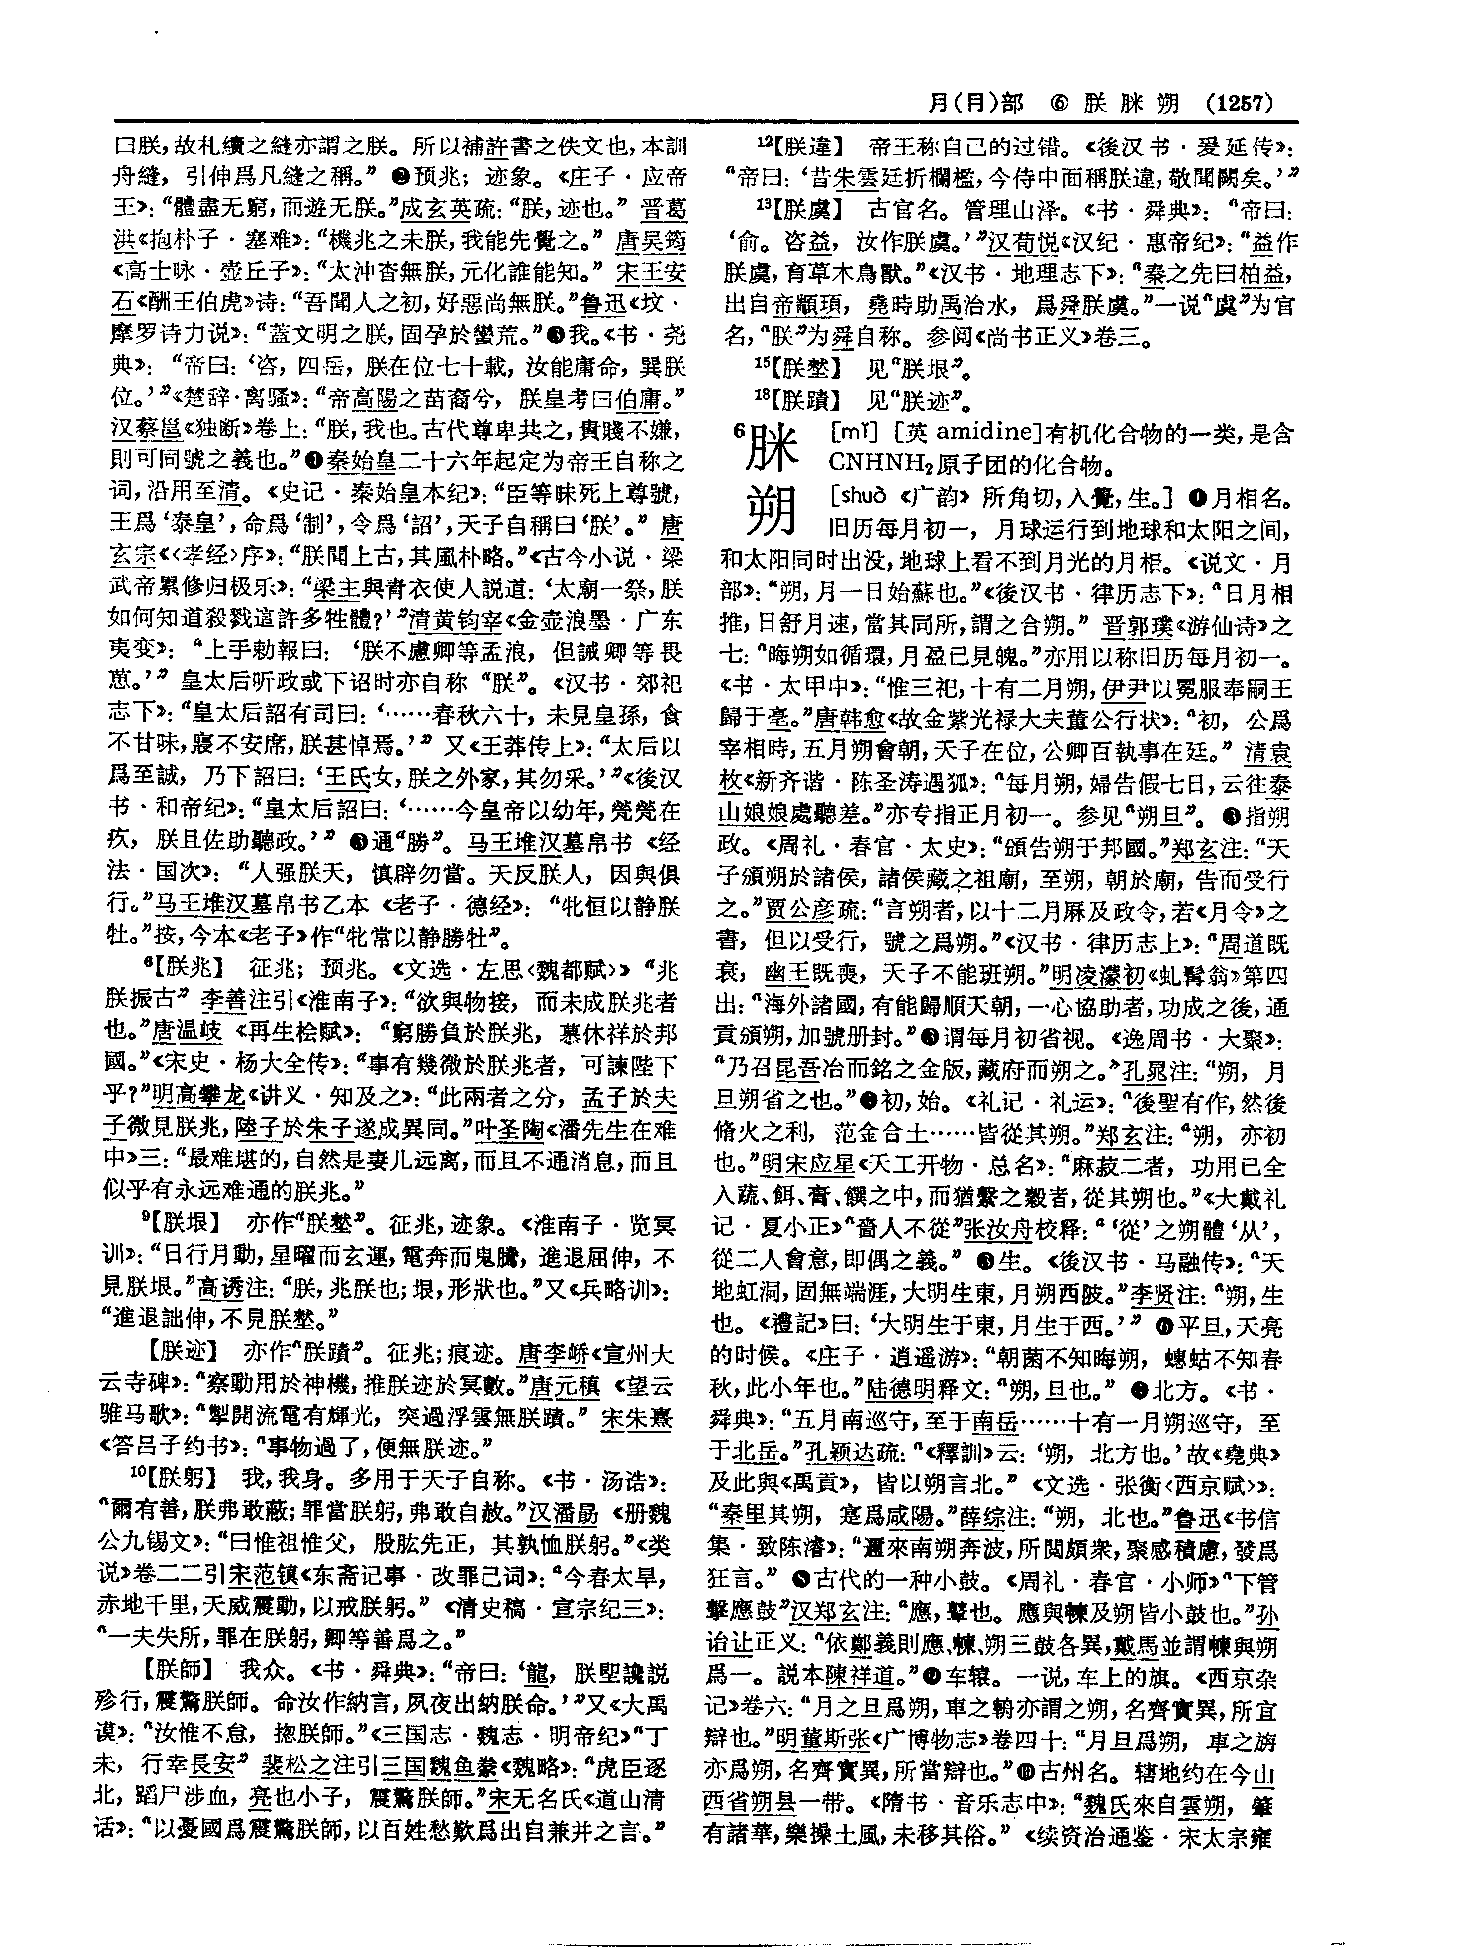 月(⺝)部 ⑥ 朕 脒 朔 (1257)
曰朕，故札續之縫亦謂之朕。所以補許書之佚文也，本訓
舟縫，引伸爲凡縫之稱。”❷预兆；迹象。《庄子·应帝
王》：“體盡无窮，而遊无朕。”成玄英疏：“朕，迹也。”晋葛
洪《抱朴子·塞难》：“機兆之未朕，我能先覺之。”唐吴筠
《高士咏·壶丘子》：“太沖杳無朕，元化誰能知。”宋王安
石《酬王伯虎》诗：“吾聞人之初，好惡尚無朕。”鲁迅《坟·
摩罗诗力说》：“蓋文明之朕，固孕於蠻荒。”❸我。《书·尧
典》：“帝曰：‘咨，四岳，朕在位七十載，汝能庸命，巽朕
位。’”《楚辞·离骚》：“帝高陽之苗裔兮，朕皇考曰伯庸。”
汉蔡邕《独断》卷上：“朕，我也。古代尊卑共之，貴賤不嫌，
則可同號之義也。”❹秦始皇二十六年起定为帝王自称之
词，沿用至清。《史记·秦始皇本纪》：“臣等昧死上尊號，
王爲‘泰皇’，命爲‘制’，令爲‘詔’，天子自稱曰‘朕’。”唐
玄宗《〈孝经〉序》：“朕聞上古，其風朴略。”《古今小说·梁
武帝累修归极乐》：“梁主與青衣使人説道：‘太廟一祭，朕
如何知道殺戮這許多牲體？’”清黄钧宰《金壶浪墨·广东
夷变》：“上手勅報曰：‘朕不慮卿等孟浪，但誡卿等畏
葸。’”皇太后听政或下诏时亦自称“朕”。《汉书·郊祀
志下》：“皇太后詔有司曰：‘……春秋六十，未見皇孫，食
不甘味，寢不安席，朕甚悼焉。’”又《王莽传上》：“太后以
爲至誠，乃下詔曰：‘王氏女，朕之外家，其勿采。’”《後汉
书·和帝纪》：“皇太后詔曰：‘……今皇帝以幼年，煢煢在
疚，朕且佐助聽政。’”❺通“勝”。马王堆汉墓帛书《经
法·国次》：“人强朕天，慎辟勿當。天反朕人，因與俱
行。”马王堆汉墓帛书乙本《老子·德经》：“牝恒以静朕
牡。”按，今本《老子》作“牝常以静勝牡”。
⁶【朕兆】 征兆；预兆。《文选·左思〈魏都赋〉》“兆
朕振古”李善注引《淮南子》：“欲與物接，而未成朕兆者
也。”唐温岐《再生桧赋》：“窮勝負於朕兆，慕休祥於邦
國。”《宋史·杨大全传》：“事有幾微於朕兆者，可諫陛下
乎？”明高攀龙《讲义·知及之》：“此兩者之分，孟子於夫
子微見朕兆，陸子於朱子遂成異同。”叶圣陶《潘先生在难
中》三：“最难堪的，自然是妻儿远离，而且不通消息，而且
似乎有永远难通的朕兆。”
⁹【朕垠】 亦作“朕埜”。征兆，迹象。《淮南子·览冥
训》：“日行月動，星曜而玄運，電奔而鬼騰，進退屈伸，不
見朕垠。”高诱注：“朕，兆朕也；垠，形狀也。”又《兵略训》：
“進退詘伸，不見朕埜。”
【朕迹】 亦作“朕蹟”。征兆；痕迹。唐李峤《宣州大
云寺碑》：“察動用於神機，推朕迹於冥數。”唐元稹《望云
骓马歌》：“掣開流電有輝光，突過浮雲無朕蹟。”宋朱熹
《答吕子约书》：“事物過了，便無朕迹。”
¹⁰【朕躬】 我，我身。多用于天子自称。《书·汤诰》：
“爾有善，朕弗敢蔽；罪當朕躬，弗敢自赦。”汉潘勗《册魏
公九锡文》：“曰惟祖惟父，股肱先正，其孰恤朕躬。”《类
说》卷二二引宋范镇《东斋记事·改罪己词》：“今春太旱，
赤地千里，天威震動，以戒朕躬。”《清史稿·宣宗纪三》：
“一夫失所，罪在朕躬，卿等善爲之。”
【朕師】 我众。《书·舜典》：“帝曰：‘龍，朕堲讒説
殄行，震驚朕師。命汝作納言，夙夜出納朕命。’”又《大禹
谟》：“汝惟不怠，摠朕師。”《三国志·魏志·明帝纪》“丁
未，行幸長安”裴松之注引三国魏鱼豢《魏略》：“虎臣逐
北，蹈尸涉血，亮也小子，震驚朕師。”宋无名氏《道山清
话》：“以憂國爲震驚朕師，以百姓愁歎爲出自兼并之言。”
¹²【朕違】 帝王称自己的过错。《後汉书·爰延传》：
“帝曰：‘昔朱雲廷折欄檻，今侍中面稱朕違，敬聞闕矣。’”
¹³【朕虞】 古官名。管理山泽。《书·舜典》：“帝曰：
‘俞。咨益，汝作朕虞。’”汉荀悦《汉纪·惠帝纪》：“益作
朕虞，育草木鳥獸。”《汉书·地理志下》：“秦之先曰柏益，
出自帝顓頊，堯時助禹治水，爲舜朕虞。”一说“虞”为官
名，“朕”为舜自称。参阅《尚书正义》卷三。
¹⁵【朕埜】 见“朕垠”。
¹⁸【朕蹟】 见“朕迹”。
⁶脒 [mǐ] [英 amidine]有机化合物的一类，是含
CNHNH₂原子团的化合物。
朔 [shuò 《广韵》所角切，入覺，生。] ❶月相名。
旧历每月初一，月球运行到地球和太阳之间，
和太阳同时出没，地球上看不到月光的月相。《说文·月
部》：“朔，月一日始蘇也。”《後汉书·律历志下》：“日月相
推，日舒月速，當其同所，謂之合朔。”晋郭璞《游仙诗》之
七：“晦朔如循環，月盈已見魄。”亦用以称旧历每月初一。
《书·太甲中》：“惟三祀，十有二月朔，伊尹以冕服奉嗣王
歸于亳。”唐韩愈《故金紫光禄大夫董公行状》：“初，公爲
宰相時，五月朔會朝，天子在位，公卿百執事在廷。”清袁
枚《新齐谐·陈圣涛遇狐》：“每月朔，婦告假七日，云往泰
山娘娘處聽差。”亦专指正月初一。参见“朔旦”。❷指朔
政。《周礼·春官·太史》：“頒告朔于邦國。”郑玄注：“天
子頒朔於諸侯，諸侯藏之祖廟，至朔，朝於廟，告而受行
之。”贾公彦疏：“言朔者，以十二月厤及政令，若《月令》之
書，但以受行，號之爲朔。”《汉书·律历志上》：“周道既
衰，幽王既喪，天子不能班朔。”明凌濛初《虬髯翁》第四
出：“海外諸國，有能歸順天朝，一心協助者，功成之後，通
貢頒朔，加號册封。”❸谓每月初省视。《逸周书·大聚》：
“乃召昆吾冶而銘之金版，藏府而朔之。”孔晁注：“朔，月
旦朔省之也。”❹初，始。《礼记·礼运》：“後聖有作，然後
脩火之利，范金合土……皆從其朔。”郑玄注：“朔，亦初
也。”明宋应星《天工开物·总名》：“麻菽二者，功用已全
入蔬、餌、膏、饌之中，而猶繫之穀者，從其朔也。”《大戴礼
记·夏小正》“嗇人不從”张汝舟校释：“‘從’之朔體‘从’，
從二人會意，即偶之義。”❺生。《後汉书·马融传》：“天
地虹洞，固無端涯，大明生東，月朔西陂。”李贤注：“朔，生
也。《禮記》曰：‘大明生于東，月生于西。’”❻平旦，天亮
的时候。《庄子·逍遥游》：“朝菌不知晦朔，蟪蛄不知春
秋，此小年也。”陆德明释文：“朔，旦也。”❼北方。《书·
舜典》：“五月南巡守，至于南岳……十有一月朔巡守，至
于北岳。”孔颖达疏：“《釋訓》云：‘朔，北方也。’故《堯典》
及此與《禹貢》，皆以朔言北。”《文选·张衡〈西京赋〉》：
“秦里其朔，寔爲咸陽。”薛综注：“朔，北也。”鲁迅《书信
集·致陈濬》：“邇來南朔奔波，所閲頗衆，聚感積慮，發爲
狂言。”❽古代的一种小鼓。《周礼·春官·小师》“下管
擊應鼓”汉郑玄注：“應，鼙也。應與朄及朔皆小鼓也。”孙
诒让正义：“依鄭義則應、朄、朔三鼓各異，戴馬並謂朄與朔
爲一。説本陳祥道。”❾车辕。一说，车上的旗。《西京杂
记》卷六：“月之旦爲朔，車之輈亦謂之朔，名齊實異，所宜
辯也。”明董斯张《广博物志》卷四十：“月旦爲朔，車之斿
亦爲朔，名齊實異，所當辯也。”❿古州名。辖地约在今山
西省朔县一带。《隋书·音乐志中》：“魏氏來自雲朔，肇
有諸華，樂操土風，未移其俗。”《续资治通鉴·宋太宗雍